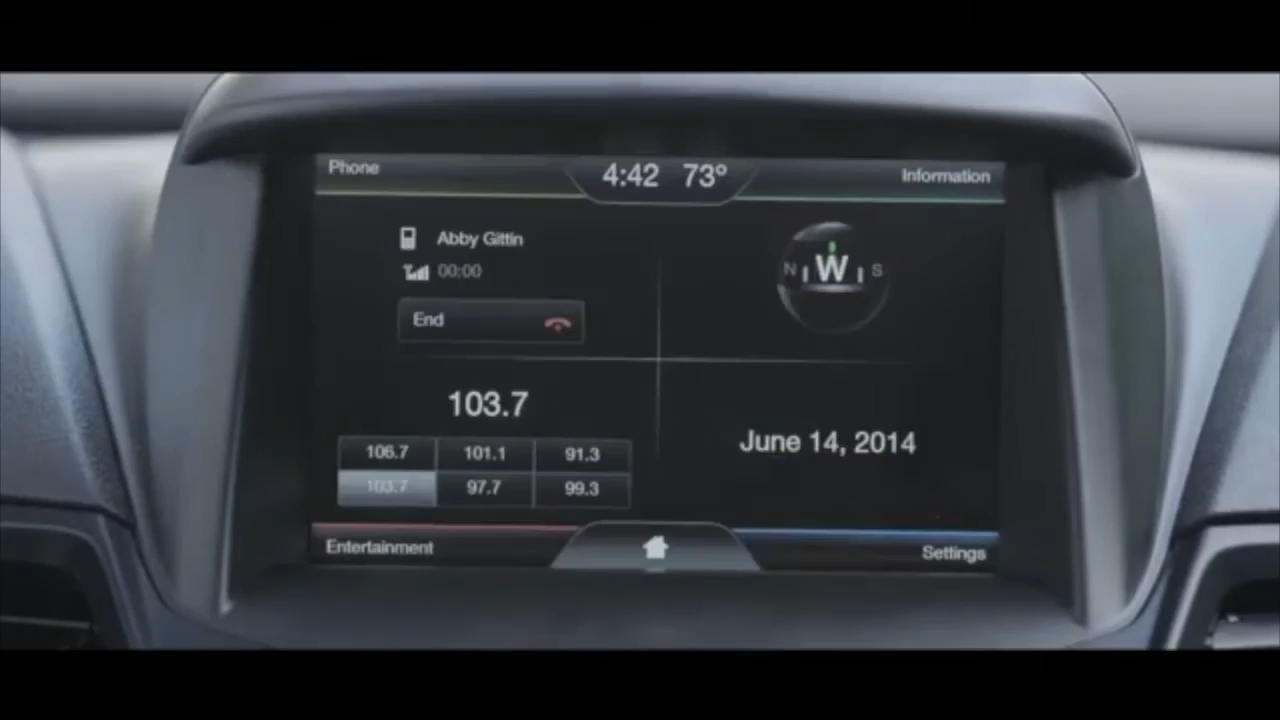 Phone
4:42 73°
Information
Abby Gittin
00:00
End
N W S
103.7
106.7 101.1 91.3
103.7 97.7 99.3
June 14, 2014
Entertainment
Settings